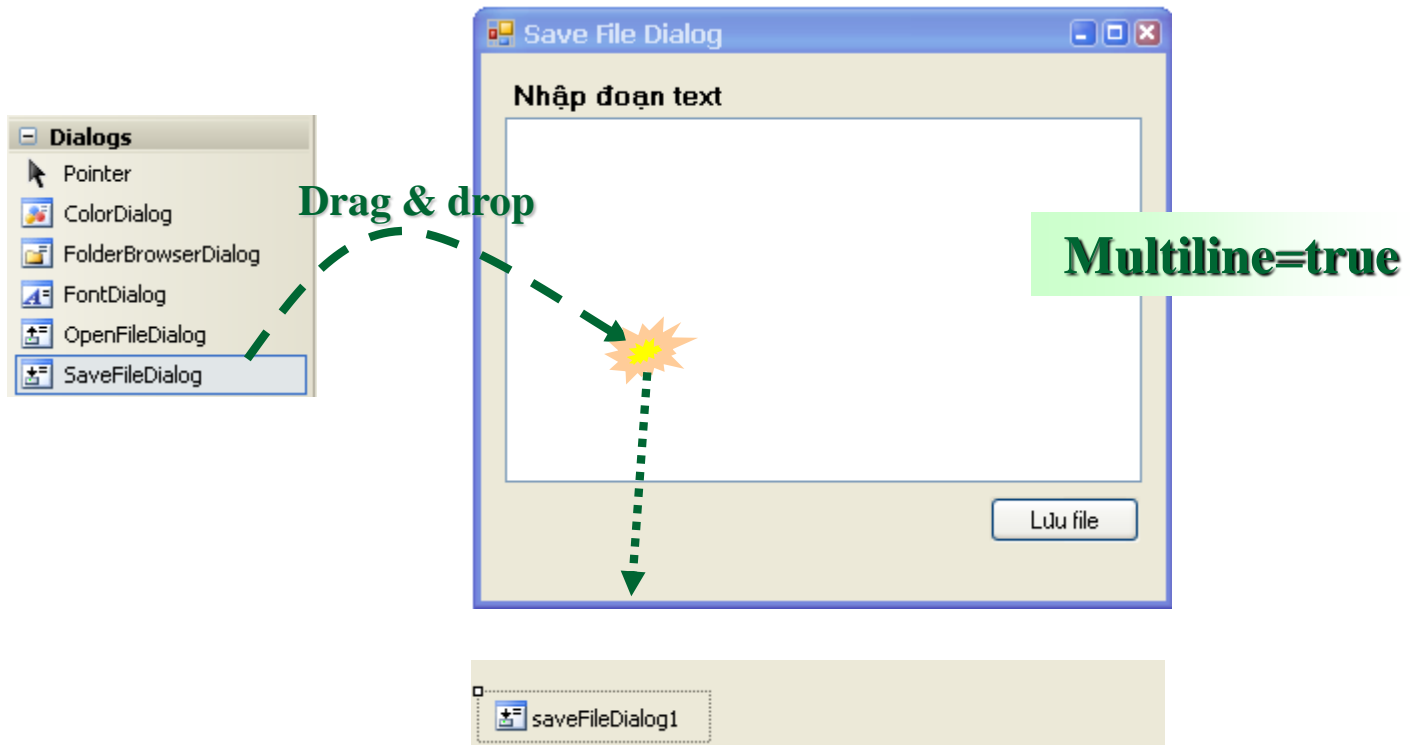 Save File Dialog
Nhập đoạn text
Dialogs
Pointer
ColorDialog
FolderBrowserDialog
FontDialog
OpenFileDialog
SaveFileDialog
Drag & drop
Multiline=true
Lưu file
saveFileDialog1